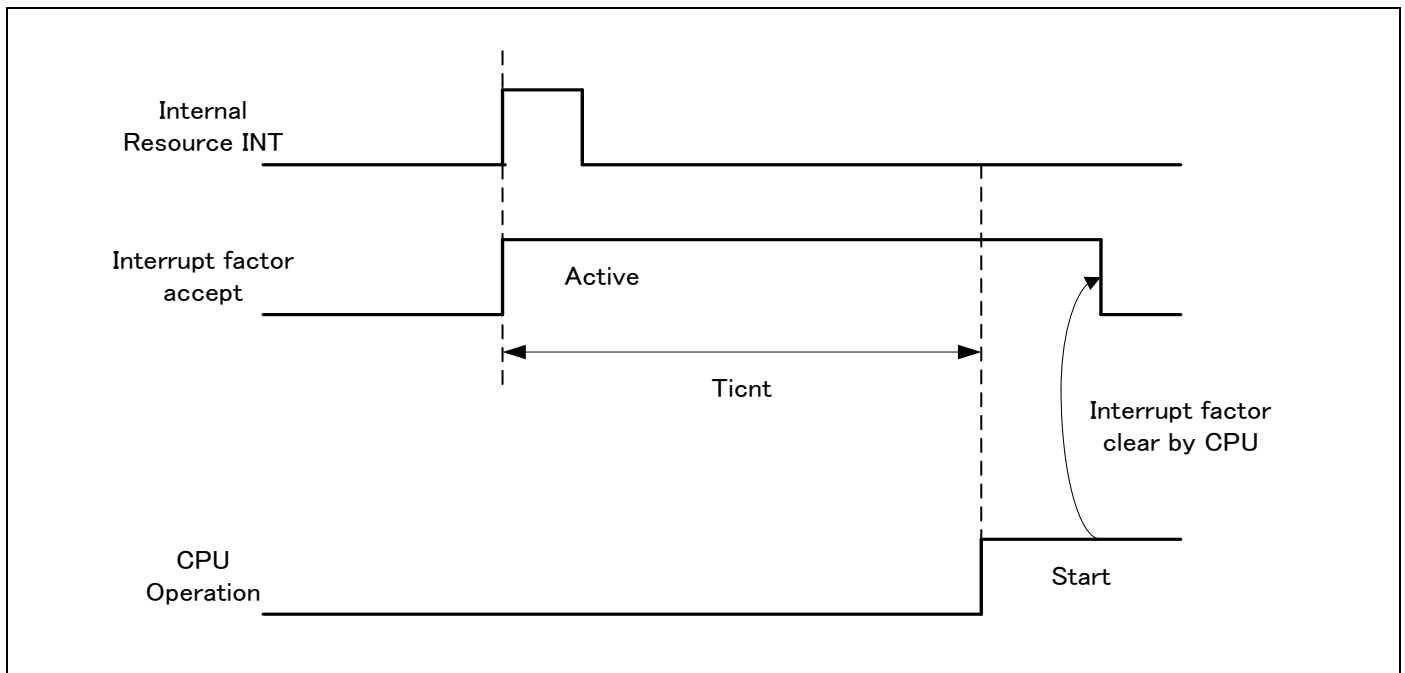 Internal
Resource INT
Interrupt factor
accept
Active
Ticnt
Interrupt factor
clear by CPU
CPU
Operation
Start